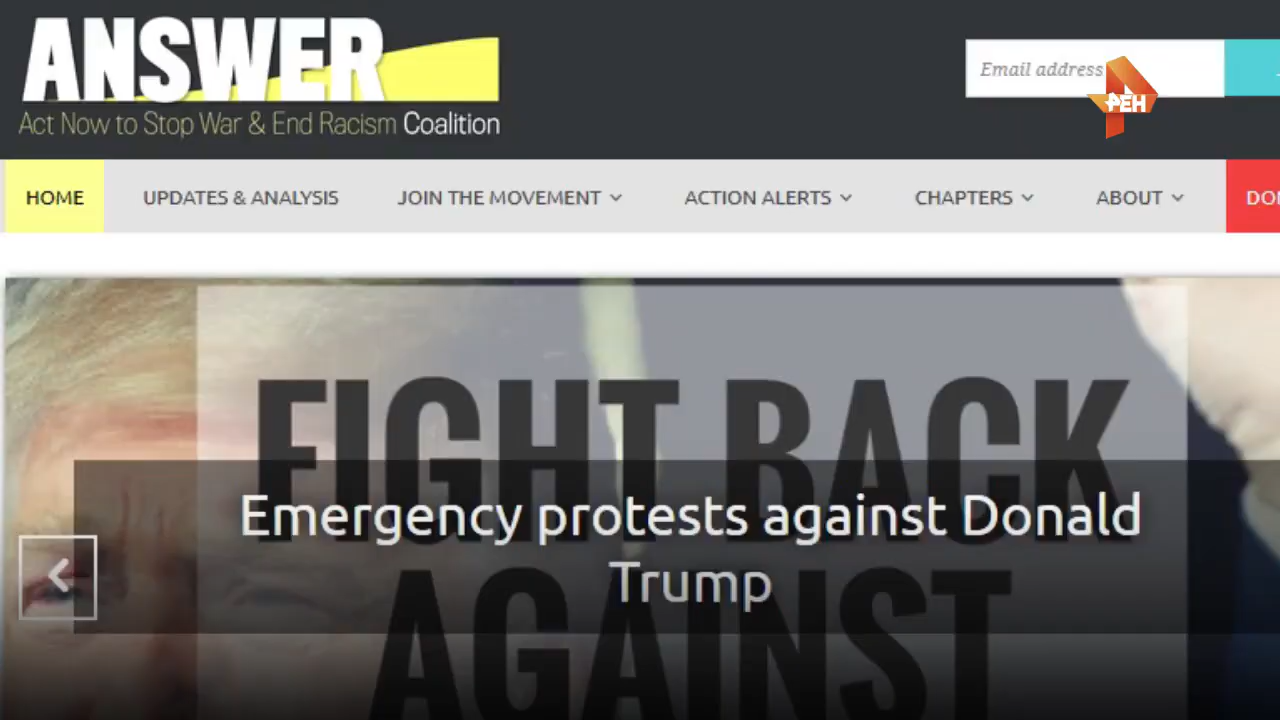 ANSWER
Act Now to Stop War & End Racism Coalition
Email address
РЕН
HOME
UPDATES & ANALYSIS
JOIN THE MOVEMENT
ACTION ALERTS
CHAPTERS
ABOUT
FIGHT BACK
Emergency protests against Donald
Trump
AGAINST